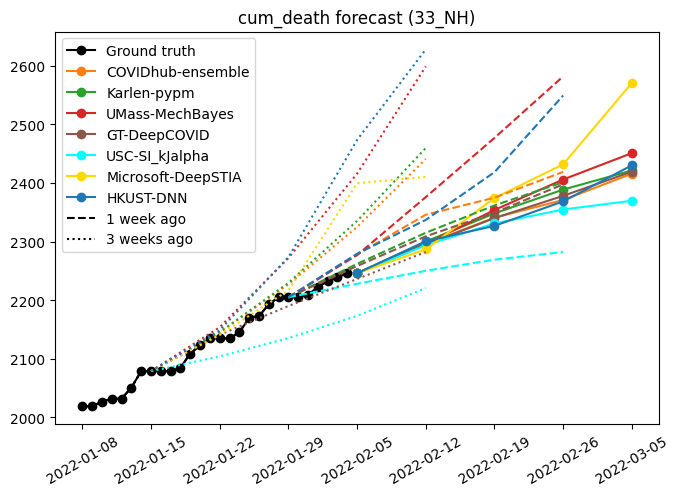 cum_death forecast (33_NH)
2600
2500
2400
2300
2200
2100
2000
Ground truth
COVIDhub-ensemble
Karlen-pypm
UMass-MechBayes
GT-DeepCOVID
USC-SI_kJalpha
Microsoft-DeepSTIA
HKUST-DNN
1 week ago
3 weeks ago
2022-01-08
2022-01-15
2022-01-22
2022-01-29
2022-02-05
2022-02-12
2022-02-19
2022-02-26
2022-03-05